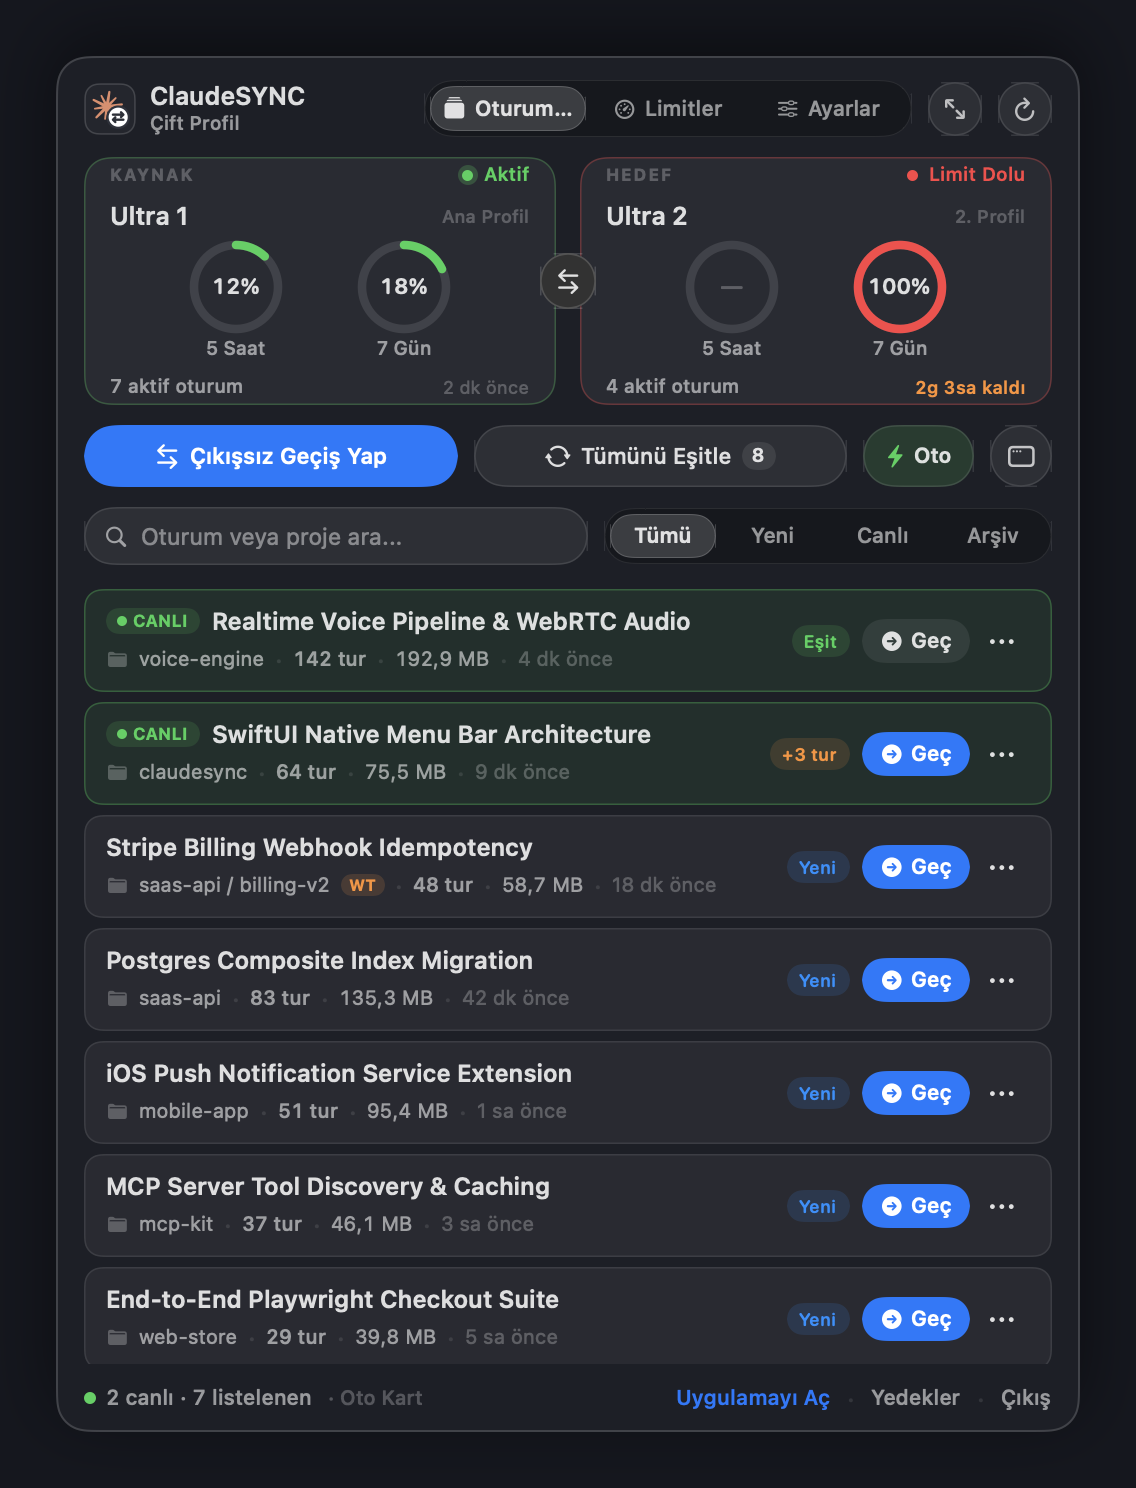 ClaudeSYNC
Çift Profil
Oturum...
Limitler
Ayarlar
KAYNAK
Aktif
Ultra 1
Ana Profil
12%
18%
5 Saat
7 Gün
7 aktif oturum
2 dk önce
HEDEF
Limit Dolu
Ultra 2
2. Profil
—
100%
5 Saat
7 Gün
4 aktif oturum
2g 3sa kaldı
Çıkışsız Geçiş Yap
Tümünü Eşitle 8
Oto
Oturum veya proje ara...
Tümü
Yeni
Canlı
Arşiv
CANLI Realtime Voice Pipeline & WebRTC Audio
voice-engine · 142 tur · 192,9 MB · 4 dk önce
Eşit
Geç
CANLI SwiftUI Native Menu Bar Architecture
claudesync · 64 tur · 75,5 MB · 9 dk önce
+3 tur
Geç
Stripe Billing Webhook Idempotency
saas-api / billing-v2 WT · 48 tur · 58,7 MB · 18 dk önce
Yeni
Geç
Postgres Composite Index Migration
saas-api · 83 tur · 135,3 MB · 42 dk önce
Yeni
Geç
iOS Push Notification Service Extension
mobile-app · 51 tur · 95,4 MB · 1 sa önce
Yeni
Geç
MCP Server Tool Discovery & Caching
mcp-kit · 37 tur · 46,1 MB · 3 sa önce
Yeni
Geç
End-to-End Playwright Checkout Suite
web-store · 29 tur · 39,8 MB · 5 sa önce
Yeni
Geç
2 canlı · 7 listelenen · Oto Kart
Uygulamayı Aç · Yedekler · Çıkış